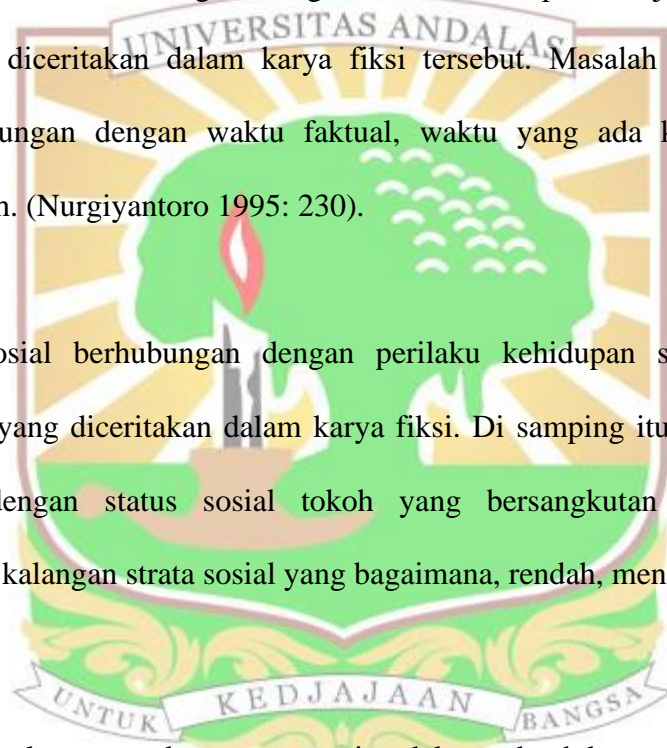 UNIVERSITAS ANDALAS
diceritakan dalam karya fiksi tersebut. Masalah
ungan dengan waktu faktual, waktu yang ada k
n. (Nurgiyantoro 1995: 230).
osial berhubungan dengan perilaku kehidupan s
yang diceritakan dalam karya fiksi. Di samping itu
dengan status sosial tokoh yang bersangkutan
kalangan strata sosial yang bagaimana, rendah, men
UNTUK KEDJAJAAN BANGSA